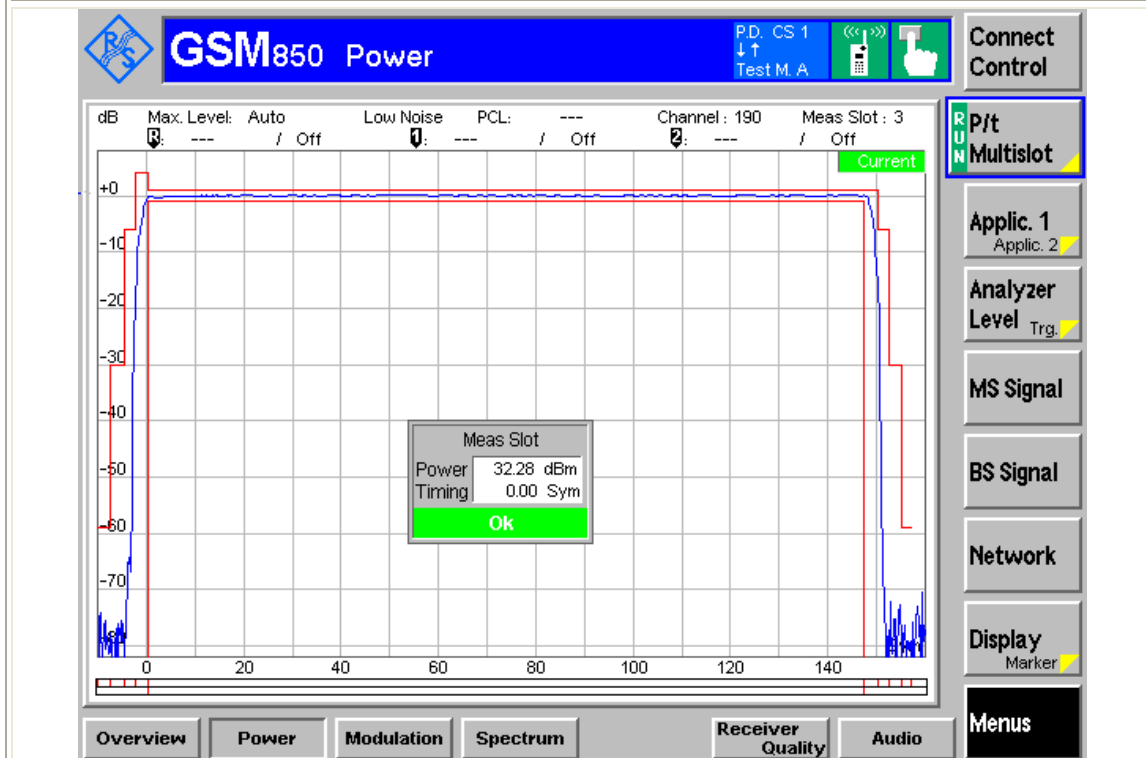 R&S
GSM850 Power
P.D. CS 1
↓↑
Test M. A
Connect Control
dB Max. Level: Auto Low Noise PCL: --- Channel : 190 Meas Slot : 3
R: --- / Off 1: --- / Off 2: --- / Off
Current
RUN
P/t Multislot
Applic. 1
Applic. 2
Analyzer Level Trg.
MS Signal
BS Signal
Network
Display
Marker
Menus
+0
-10
-20
-30
-40
-50
-60
-70
Meas Slot
Power 32.28 dBm
Timing 0.00 Sym
Ok
0 20 40 60 80 100 120 140
Overview Power Modulation Spectrum Receiver Quality Audio